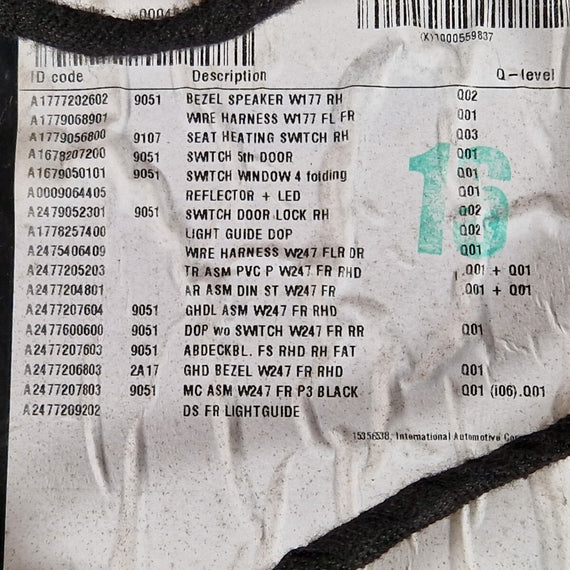 0004
(X)1000559837
ID code Description Q-level
A1777202602 9051 BEZEL SPEAKER W177 RH Q02
A1779068901 WIRE HARNESS W177 FL FR Q01
A1779056800 9107 SEAT HEATING SWITCH RH Q03
A1678207200 9051 SWITCH 5th DOOR Q01
A1679050101 9051 SWITCH WINDOW 4 folding Q01
A0009064405 REFLECTOR + LED Q01
A2479052301 9051 SWITCH DOOR LOCK RH Q02
A1778257400 LIGHT GUIDE DOP Q02
A2475406409 WIRE HARNESS W247 FLR DR Q01
A2477205203 TR ASM PVC P W247 FR RHD .Q01 + Q01
A2477204801 AR ASM DIN ST W247 FR .Q01 + Q01
A2477207604 9051 GHDL ASM W247 FR RHD
A2477600600 9051 DOP wo SWITCH W247 FR RR Q01
A2477207603 9051 ABDECKBL. FS RHD RH FAT
A2477206803 2A17 GHD BEZEL W247 FR RHD Q01
A2477207803 9051 MC ASM W247 FR P3 BLACK Q01 (i06).Q01
A2477209202 DS FR LIGHTGUIDE
16
15356538, International Automotive